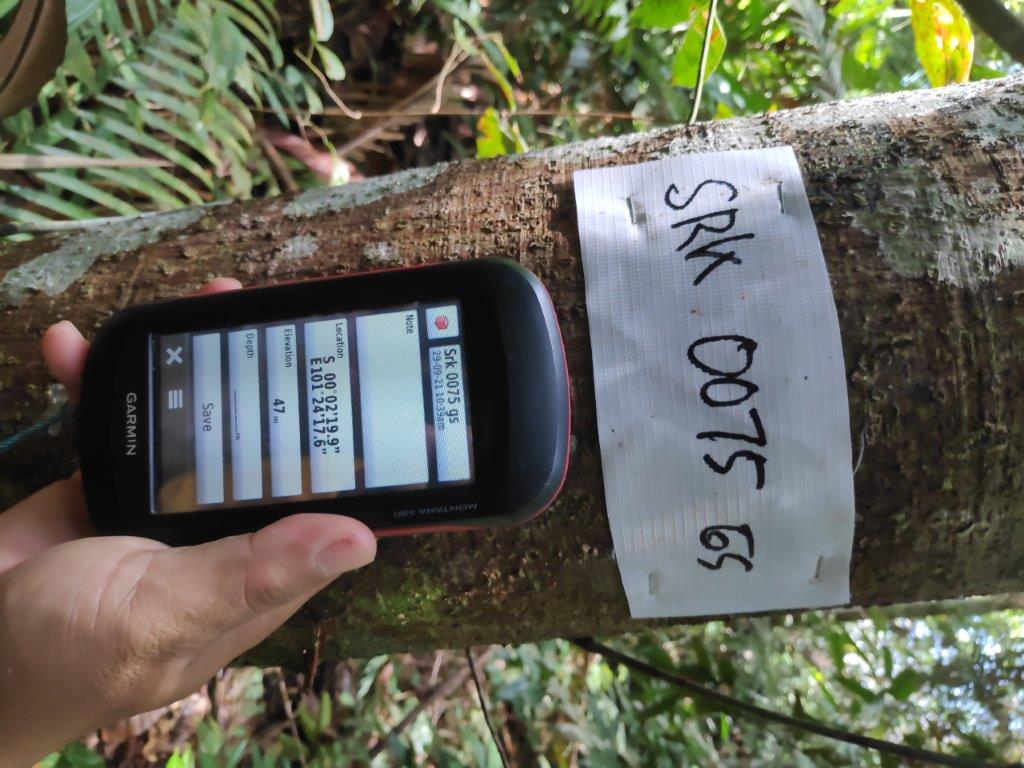 SRK 0075 GS
MONTANA 680
Srk 0075 gs
29-09-21 10:39am
Note
Location
S 00°02'19.9"
E101°24'17.6"
Elevation
47 m
Depth
_____m
Save
GARMIN